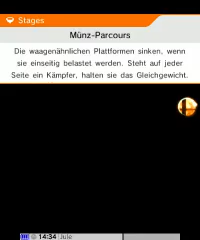 Stages
Münz-Parcours
Die waagenähnlichen Plattformen sinken, wenn
sie einseitig belastet werden. Steht auf jeder
Seite ein Kämpfer, halten sie das Gleichgewicht.
14:34 Jule